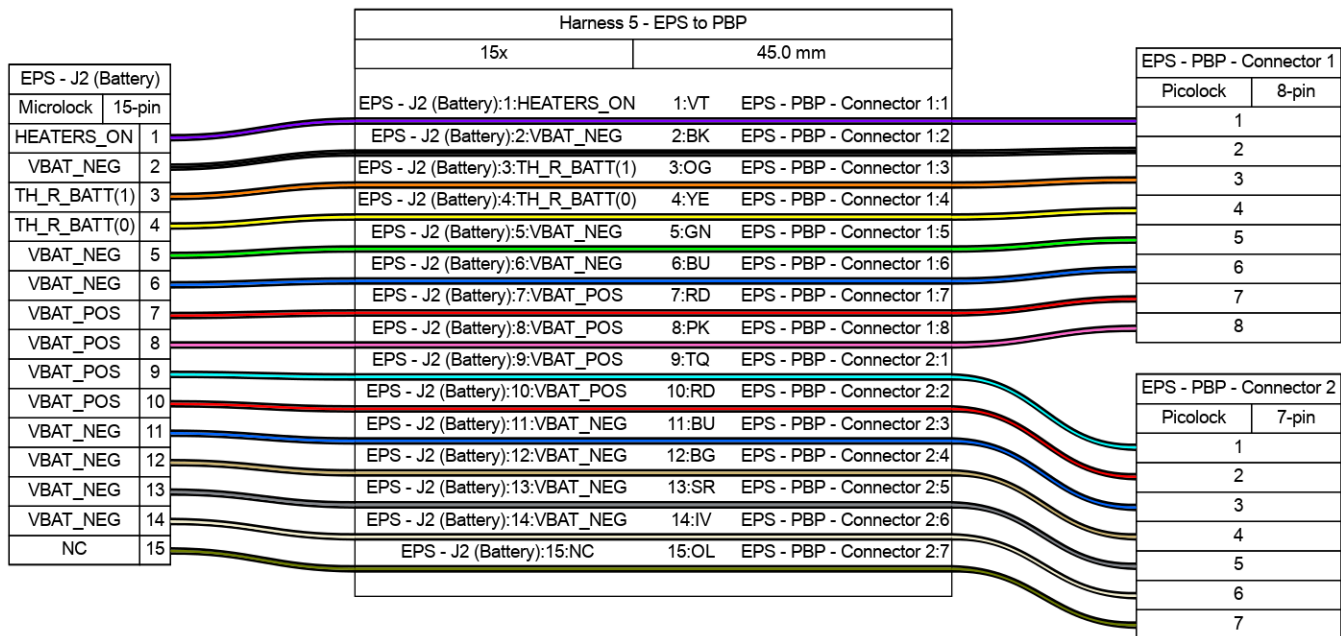 Harness 5 - EPS to PBP
15x 45.0 mm
EPS - J2 (Battery)
Microlock 15-pin
HEATERS_ON 1
VBAT_NEG 2
TH_R_BATT(1) 3
TH_R_BATT(0) 4
VBAT_NEG 5
VBAT_NEG 6
VBAT_POS 7
VBAT_POS 8
VBAT_POS 9
VBAT_POS 10
VBAT_NEG 11
VBAT_NEG 12
VBAT_NEG 13
VBAT_NEG 14
NC 15
EPS - J2 (Battery):1:HEATERS_ON 1:VT EPS - PBP - Connector 1:1
EPS - J2 (Battery):2:VBAT_NEG 2:BK EPS - PBP - Connector 1:2
EPS - J2 (Battery):3:TH_R_BATT(1) 3:OG EPS - PBP - Connector 1:3
EPS - J2 (Battery):4:TH_R_BATT(0) 4:YE EPS - PBP - Connector 1:4
EPS - J2 (Battery):5:VBAT_NEG 5:GN EPS - PBP - Connector 1:5
EPS - J2 (Battery):6:VBAT_NEG 6:BU EPS - PBP - Connector 1:6
EPS - J2 (Battery):7:VBAT_POS 7:RD EPS - PBP - Connector 1:7
EPS - J2 (Battery):8:VBAT_POS 8:PK EPS - PBP - Connector 1:8
EPS - J2 (Battery):9:VBAT_POS 9:TQ EPS - PBP - Connector 2:1
EPS - J2 (Battery):10:VBAT_POS 10:RD EPS - PBP - Connector 2:2
EPS - J2 (Battery):11:VBAT_NEG 11:BU EPS - PBP - Connector 2:3
EPS - J2 (Battery):12:VBAT_NEG 12:BG EPS - PBP - Connector 2:4
EPS - J2 (Battery):13:VBAT_NEG 13:SR EPS - PBP - Connector 2:5
EPS - J2 (Battery):14:VBAT_NEG 14:IV EPS - PBP - Connector 2:6
EPS - J2 (Battery):15:NC 15:OL EPS - PBP - Connector 2:7
EPS - PBP - Connector 1
Picolock 8-pin
1
2
3
4
5
6
7
8
EPS - PBP - Connector 2
Picolock 7-pin
1
2
3
4
5
6
7